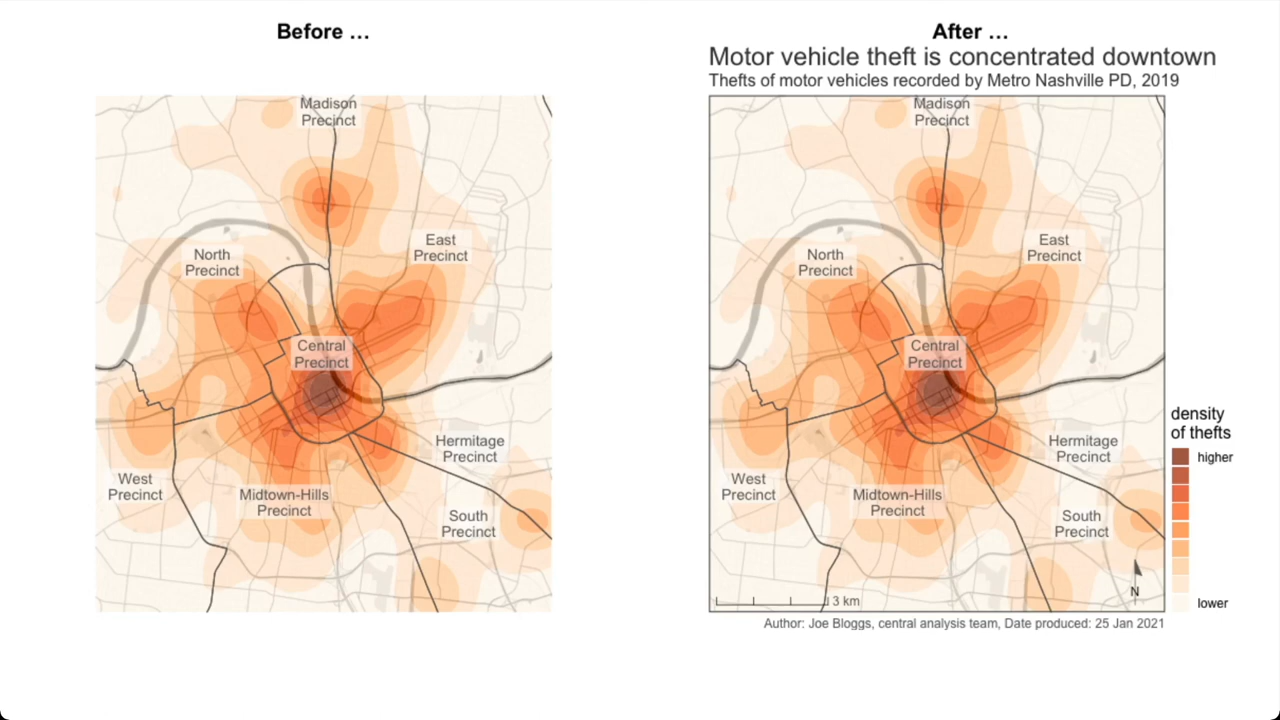 Before …
Madison
Precinct
North
Precinct
East
Precinct
Central
Precinct
Hermitage
Precinct
West
Precinct
Midtown-Hills
Precinct
South
Precinct
After …
Motor vehicle theft is concentrated downtown
Thefts of motor vehicles recorded by Metro Nashville PD, 2019
Madison
Precinct
North
Precinct
East
Precinct
Central
Precinct
Hermitage
Precinct
West
Precinct
Midtown-Hills
Precinct
South
Precinct
density
of thefts
higher
lower
N
3 km
Author: Joe Bloggs, central analysis team, Date produced: 25 Jan 2021